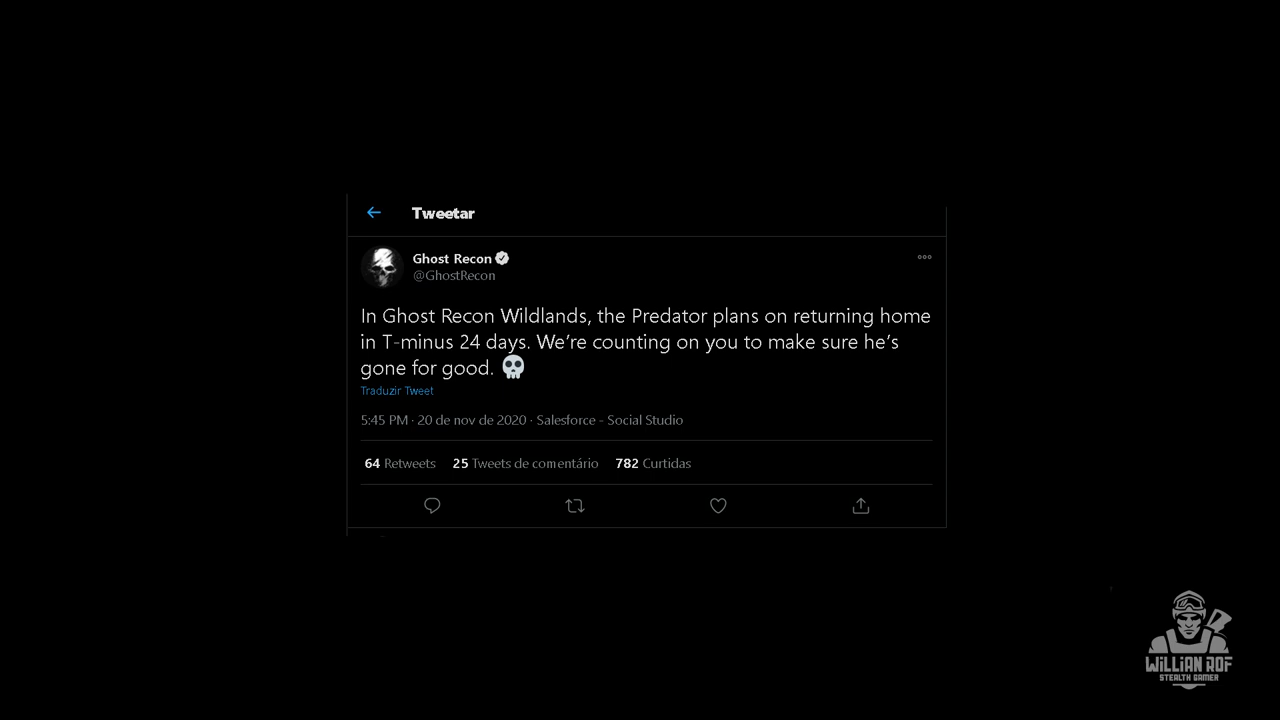 Tweetar
Ghost Recon
@GhostRecon
In Ghost Recon Wildlands, the Predator plans on returning home
in T-minus 24 days. We’re counting on you to make sure he’s
gone for good. 💀
Traduzir Tweet
5:45 PM · 20 de nov de 2020 · Salesforce - Social Studio
64 Retweets 25 Tweets de comentário 782 Curtidas
WILLIAN ROF
STEALTH GAMER